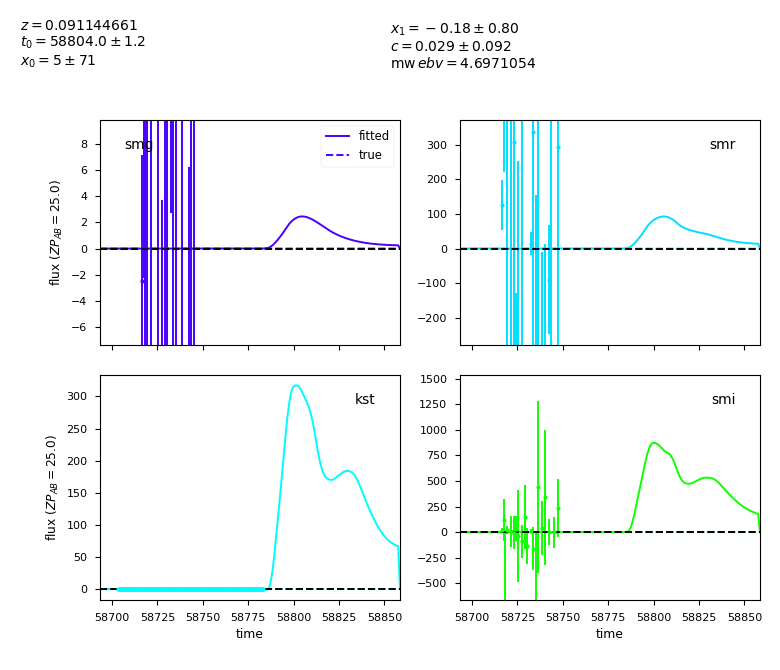 z = 0.091144661
t0 = 58804.0 ± 1.2
x0 = 5 ± 71
x1 = −0.18 ± 0.80
c = 0.029 ± 0.092
mw ebv = 4.6971054
smg
fitted
true
8
6
4
2
0
−2
−4
−6
flux (ZP_AB = 25.0)
smr
300
200
100
0
−100
−200
kst
300
250
200
150
100
50
0
flux (ZP_AB = 25.0)
58700 58725 58750 58775 58800 58825 58850
time
smi
1500
1250
1000
750
500
250
0
−250
−500
58700 58725 58750 58775 58800 58825 58850
time